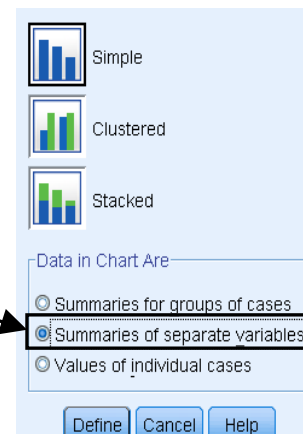 Simple
Clustered
Stacked
Data in Chart Are
Summaries for groups of cases
Summaries of separate variables
Values of individual cases
Define Cancel Help